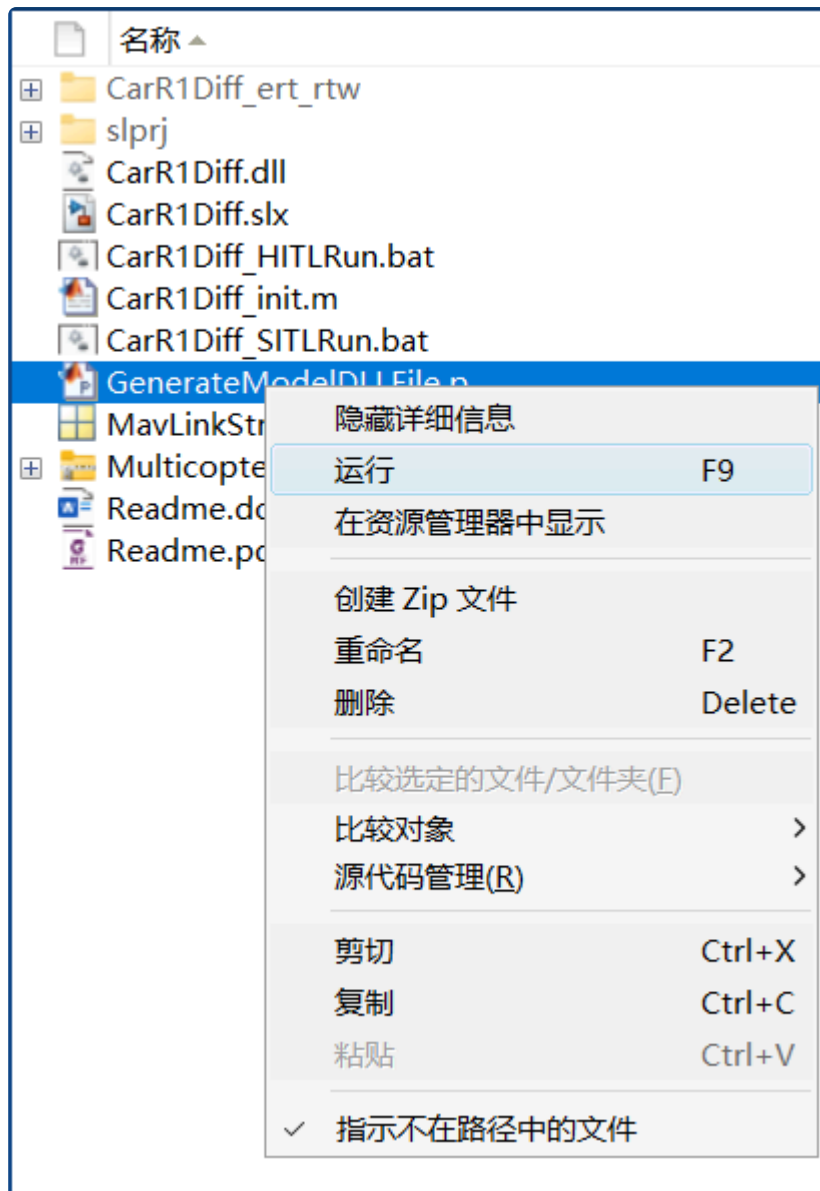 名称
CarR1Diff_ert_rtw
slprj
CarR1Diff.dll
CarR1Diff.slx
CarR1Diff_HITLRun.bat
CarR1Diff_init.m
CarR1Diff_SITLRun.bat
GenerateModelDLLFile.p
MavLinkStr
Multicopte
Readme.do
Readme.pd
隐藏详细信息
运行 F9
在资源管理器中显示
创建 Zip 文件
重命名 F2
删除 Delete
比较选定的文件/文件夹(F)
比较对象
源代码管理(R)
剪切 Ctrl+X
复制 Ctrl+C
粘贴 Ctrl+V
指示不在路径中的文件